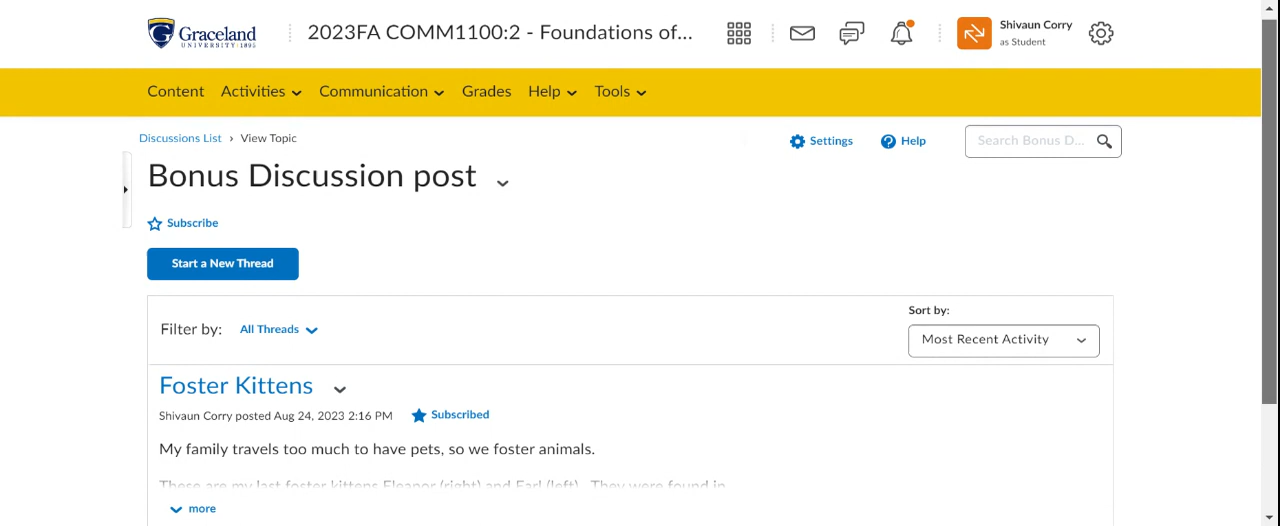 Graceland
UNIVERSITY 1895
2023FA COMM1100:2 - Foundations of...
Shivaun Corry
as Student
Content Activities Communication Grades Help Tools
Discussions List › View Topic
Settings Help Search Bonus D...
Bonus Discussion post
Subscribe
Start a New Thread
Sort by:
Filter by: All Threads
Most Recent Activity
Foster Kittens
Shivaun Corry posted Aug 24, 2023 2:16 PM Subscribed
My family travels too much to have pets, so we foster animals.
These are my last foster kittens Eleanor (right) and Earl (left). They were found in
more